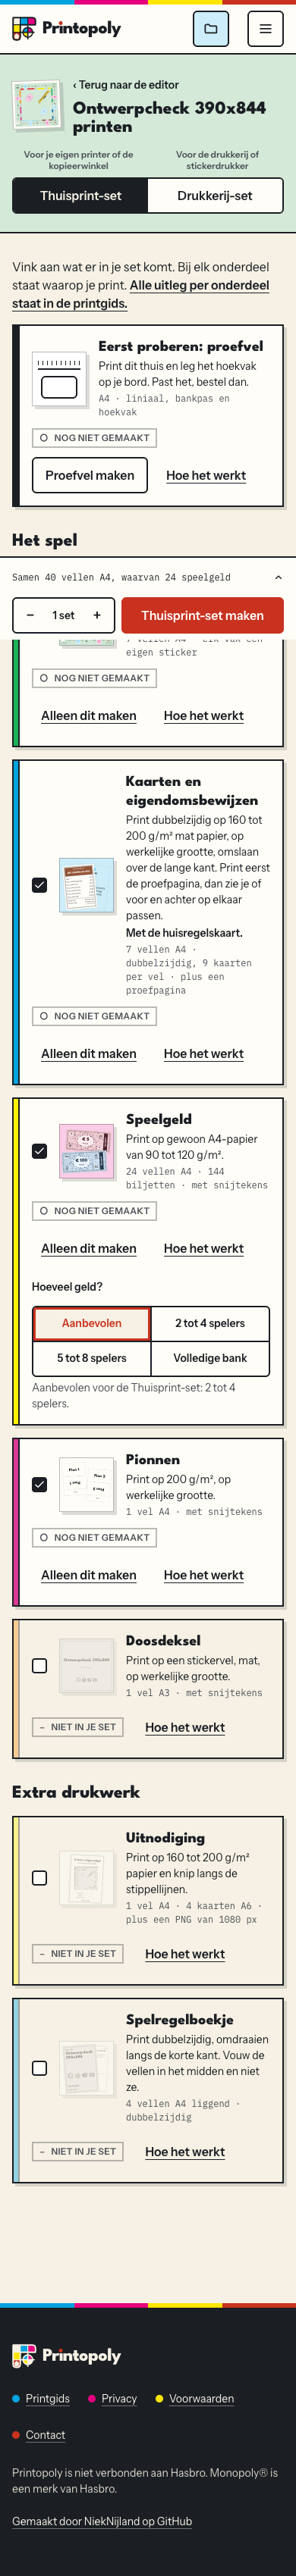 Printopoly
‹ Terug naar de editor
Ontwerpcheck 390x844
printen
Voor je eigen printer of de
kopieerwinkel
Voor de drukkerij of
stickerdrukker
Thuisprint-set
Drukkerij-set
Vink aan wat er in je set komt. Bij elk onderdeel
staat waarop je print. Alle uitleg per onderdeel
staat in de printgids.
Eerst proberen: proefvel
Print dit thuis en leg het hoekvak
op je bord. Past het, bestel dan.
A4 · liniaal, bankpas en
hoekvak
NOG NIET GEMAAKT
Proefvel maken
Hoe het werkt
Het spel
Samen 40 vellen A4, waarvan 24 speelgeld
− 1 set +
Thuisprint-set maken
eigen sticker
NOG NIET GEMAAKT
Alleen dit maken
Hoe het werkt
Kaarten en
eigendomsbewijzen
Print dubbelzijdig op 160 tot
200 g/m² mat papier, op
werkelijke grootte, omslaan
over de lange kant. Print eerst
de proefpagina, dan zie je of
voor en achter op elkaar
passen.
Met de huisregelskaart.
7 vellen A4 ·
dubbelzijdig, 9 kaarten
per vel · plus een
proefpagina
NOG NIET GEMAAKT
Alleen dit maken
Hoe het werkt
Speelgeld
Print op gewoon A4-papier
van 90 tot 120 g/m².
24 vellen A4 · 144
biljetten · met snijtekens
NOG NIET GEMAAKT
Alleen dit maken
Hoe het werkt
Hoeveel geld?
Aanbevolen
2 tot 4 spelers
5 tot 8 spelers
Volledige bank
Aanbevolen voor de Thuisprint-set: 2 tot 4
spelers.
Pionnen
Print op 200 g/m², op
werkelijke grootte.
1 vel A4 · met snijtekens
NOG NIET GEMAAKT
Alleen dit maken
Hoe het werkt
Doosdeksel
Print op een stickervel, mat,
op werkelijke grootte.
1 vel A3 · met snijtekens
– NIET IN JE SET
Hoe het werkt
Extra drukwerk
Uitnodiging
Print op 160 tot 200 g/m²
papier en knip langs de
stippellijnen.
1 vel A4 · 4 kaarten A6 ·
plus een PNG van 1080 px
– NIET IN JE SET
Hoe het werkt
Spelregelboekje
Print dubbelzijdig, omdraaien
langs de korte kant. Vouw de
vellen in het midden en niet
ze.
4 vellen A4 liggend ·
dubbelzijdig
– NIET IN JE SET
Hoe het werkt
Printopoly
Printgids
Privacy
Voorwaarden
Contact
Printopoly is niet verbonden aan Hasbro. Monopoly® is
een merk van Hasbro.
Gemaakt door NiekNijland op GitHub